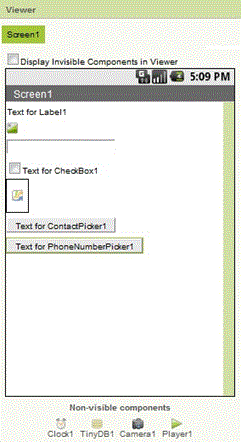 Viewer
Screen1
Display Invisible Components in Viewer
5:09 PM
Screen1
Text for Label1
Text for CheckBox1
Text for ContactPicker1
Text for PhoneNumberPicker1
Non-visible components
Clock1 TinyDB1 Camera1 Player1